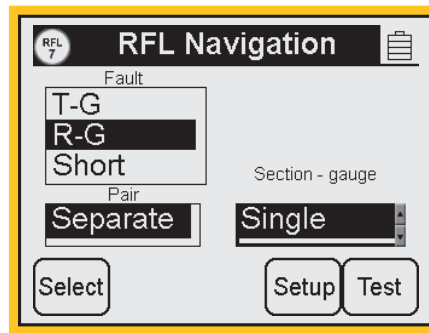 RFL
7
RFL Navigation
Fault
T-G
R-G
Short
Section - gauge
Pair
Separate
Single
Select
Setup
Test